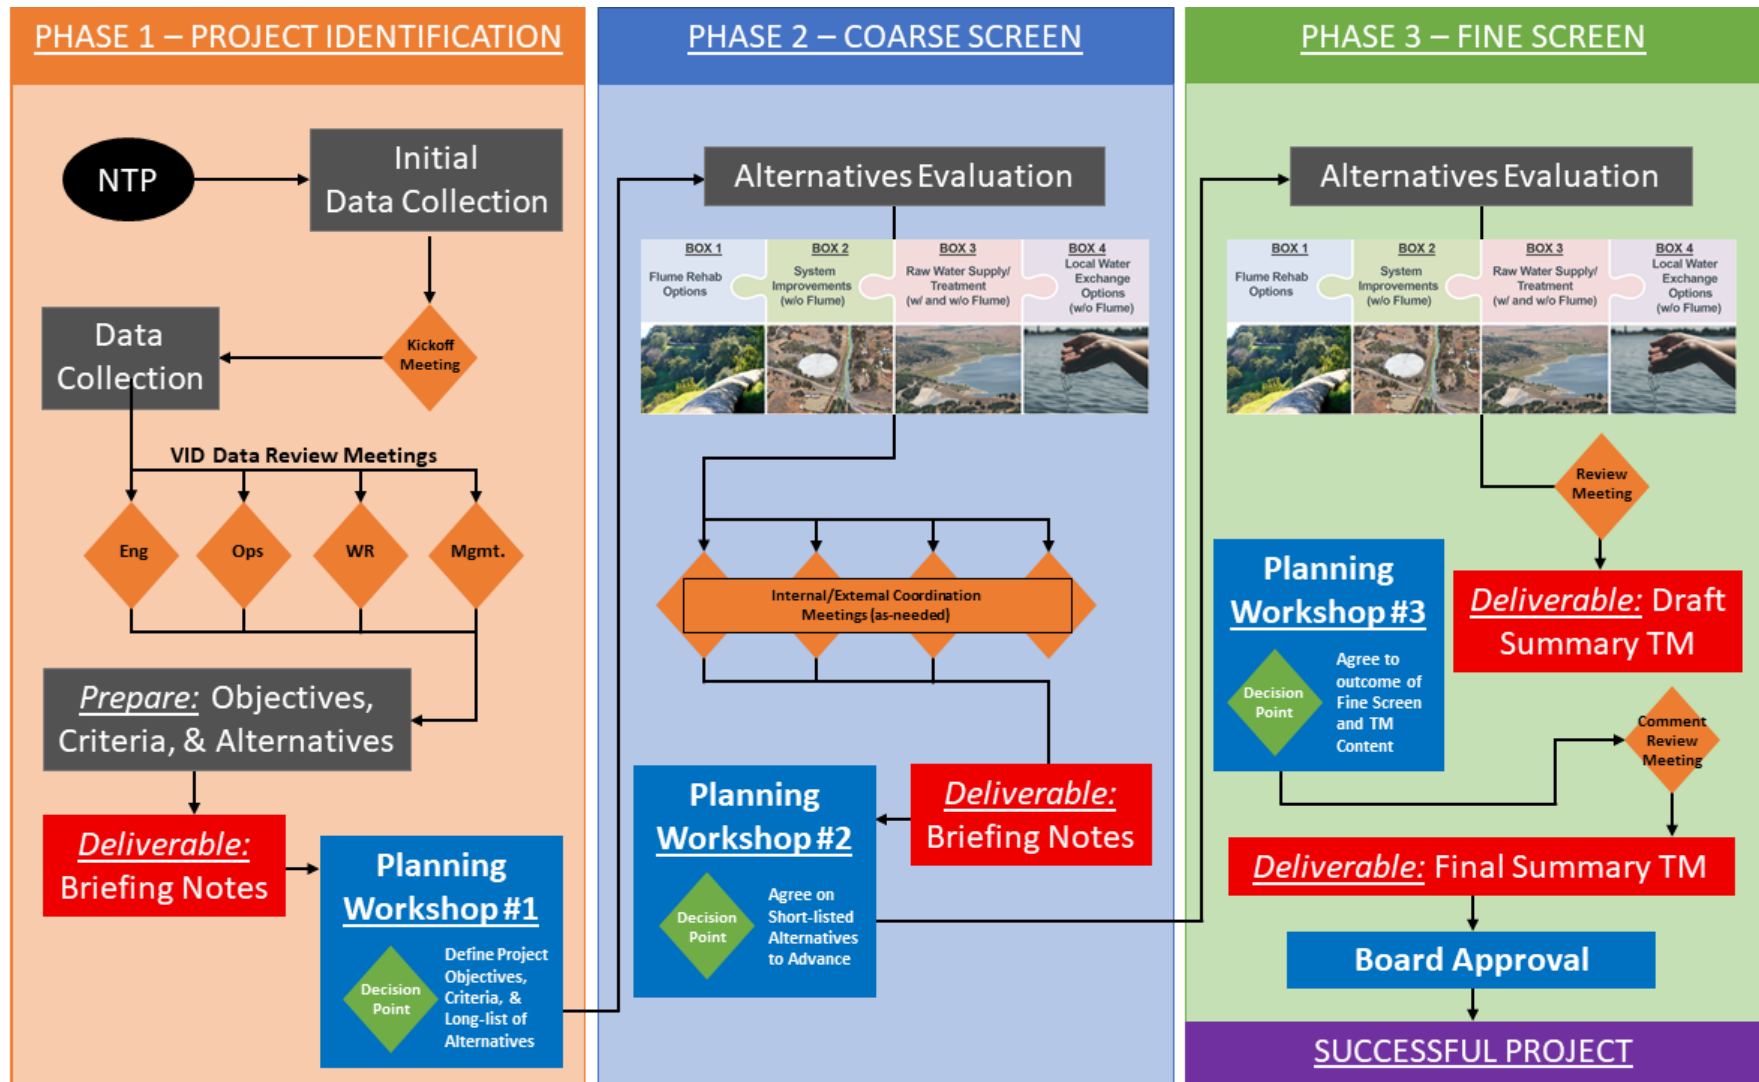 PHASE 1 – PROJECT IDENTIFICATION
NTP
Initial
Data Collection
Kickoff
Meeting
Data
Collection
VID Data Review Meetings
Eng
Ops
WR
Mgmt.
Prepare: Objectives,
Criteria, & Alternatives
Deliverable:
Briefing Notes
Planning
Workshop #1
Decision
Point
Define Project
Objectives,
Criteria, &
Long-list of
Alternatives
PHASE 2 – COARSE SCREEN
Alternatives Evaluation
BOX 1
Flume Rehab
Options
BOX 2
System
Improvements
(w/o Flume)
BOX 3
Raw Water Supply/
Treatment
(w/ and w/o Flume)
BOX 4
Local Water
Exchange
Options
(w/o Flume)
Internal/External Coordination
Meetings (as-needed)
Deliverable:
Briefing Notes
Planning
Workshop #2
Decision
Point
Agree on
Short-listed
Alternatives
to Advance
PHASE 3 – FINE SCREEN
Alternatives Evaluation
BOX 1
Flume Rehab
Options
BOX 2
System
Improvements
(w/o Flume)
BOX 3
Raw Water Supply/
Treatment
(w/ and w/o Flume)
BOX 4
Local Water
Exchange
Options
(w/o Flume)
Review
Meeting
Deliverable: Draft
Summary TM
Planning
Workshop #3
Decision
Point
Agree to
outcome of
Fine Screen
and TM
Content
Comment
Review
Meeting
Deliverable: Final Summary TM
Board Approval
SUCCESSFUL PROJECT